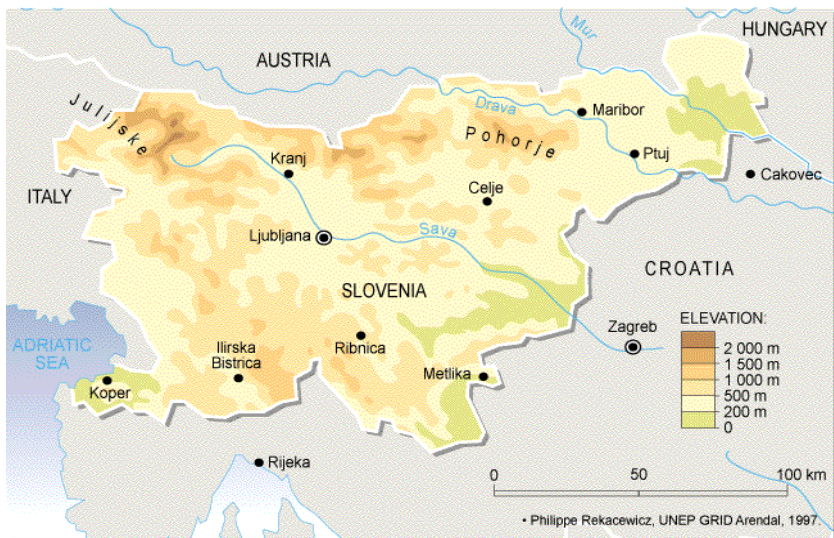 HUNGARY
AUSTRIA
Mur
Julijske
Drava
Maribor
Pohorje
Ptuj
Kranj
Cakovec
ITALY
Celje
Ljubljana
Sava
CROATIA
SLOVENIA
ADRIATIC
SEA
Zagreb
ELEVATION:
2 000 m
1 500 m
1 000 m
500 m
200 m
0
Ilirska
Bistrica
Ribnica
Metlika
Koper
Rijeka
0 50 100 km
• Philippe Rekacewicz, UNEP GRID Arendal, 1997.